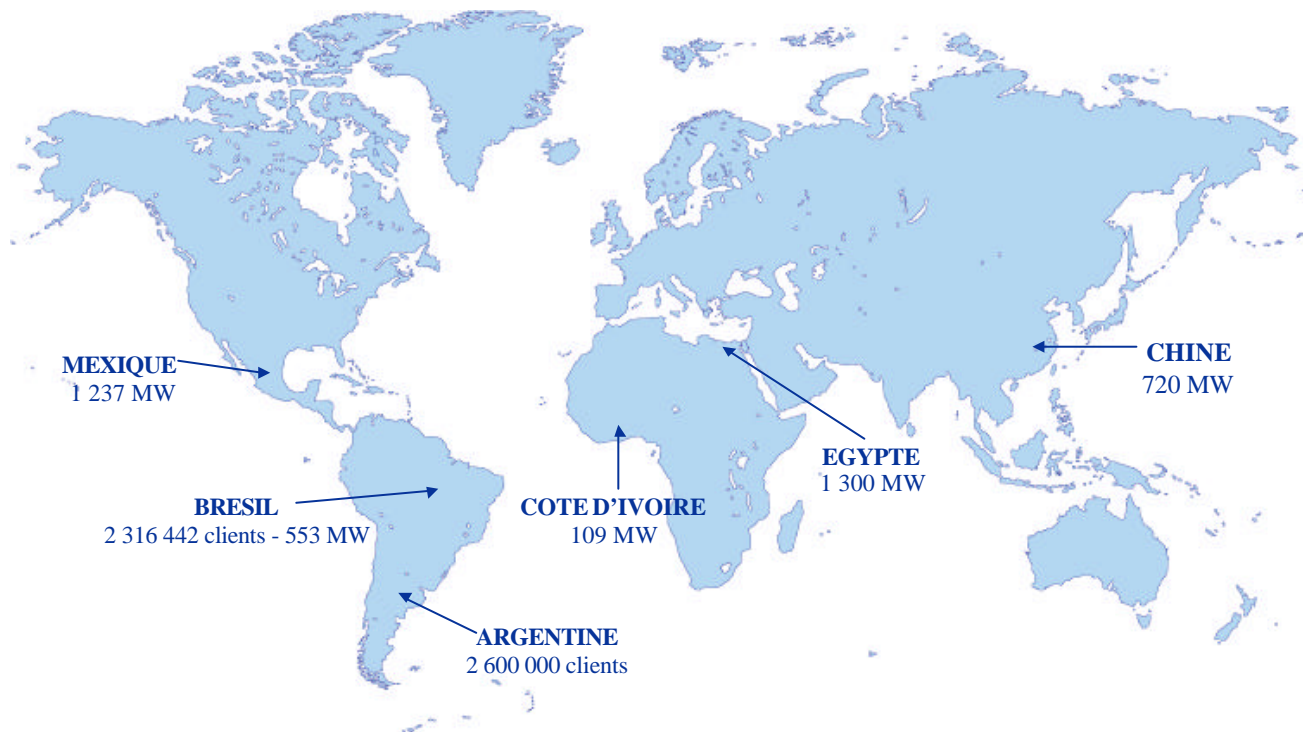 MEXIQUE
1 237 MW
CHINE
720 MW
EGYPTE
1 300 MW
BRESIL
2 316 442 clients - 553 MW
COTE D'IVOIRE
109 MW
ARGENTINE
2 600 000 clients